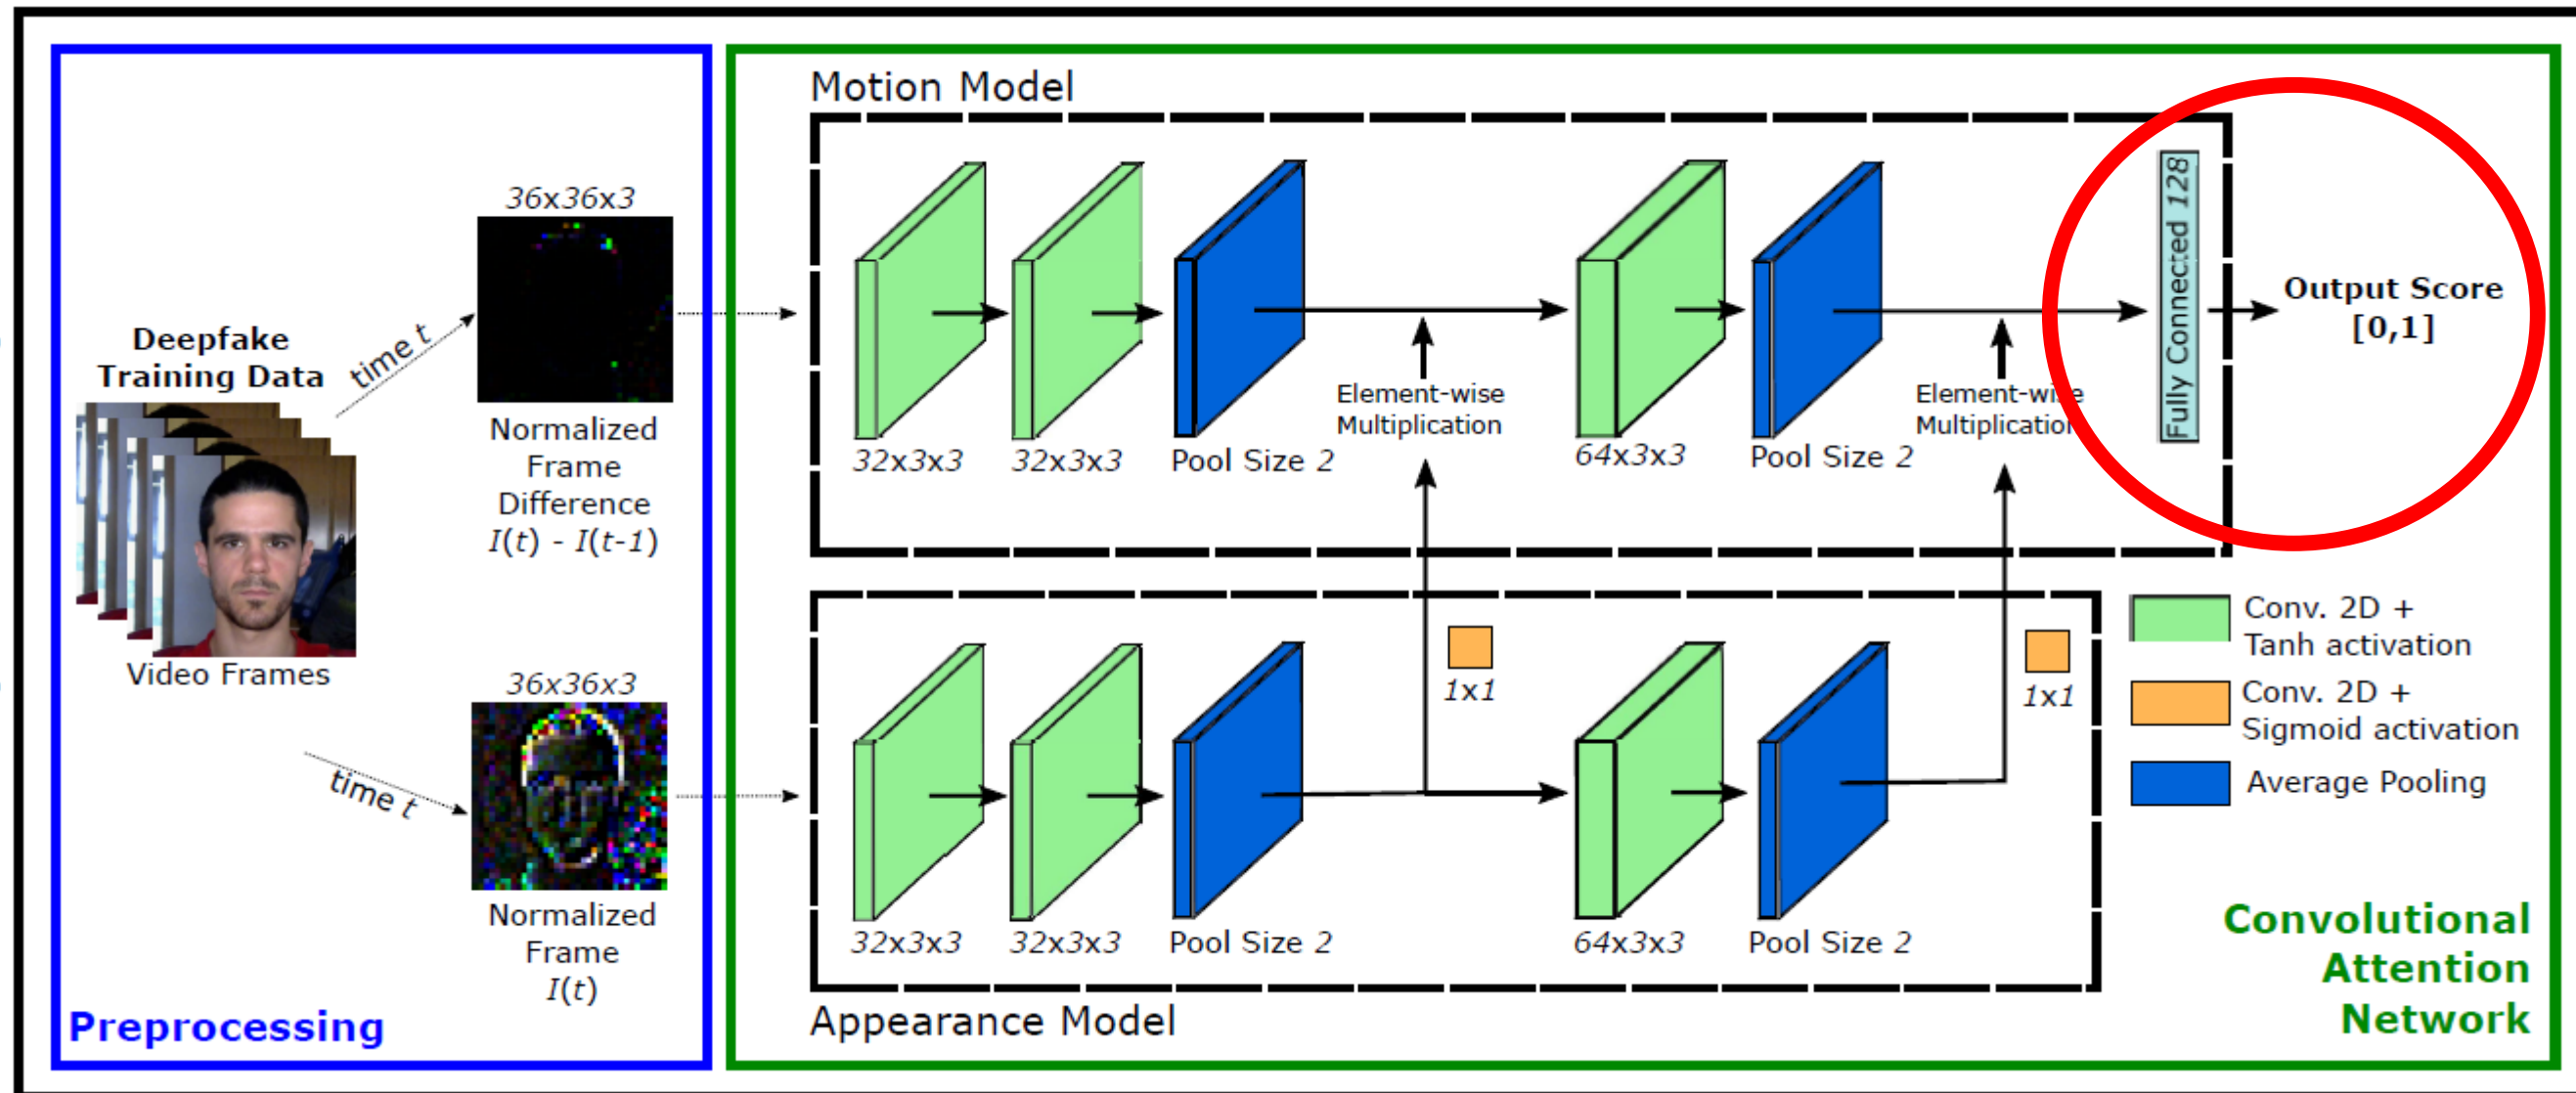 Motion Model
36x36x3
Deepfake
Training Data
time t
Normalized
Frame
Difference
I(t) - I(t-1)
Video Frames
36x36x3
time t
Normalized
Frame
I(t)
Preprocessing
32x3x3
32x3x3
Pool Size 2
Element-wise
Multiplication
64x3x3
Pool Size 2
Element-wise
Multiplication
Fully Connected 128
Output Score
[0,1]
1x1
1x1
32x3x3
32x3x3
Pool Size 2
64x3x3
Pool Size 2
Appearance Model
Conv. 2D +
Tanh activation
Conv. 2D +
Sigmoid activation
Average Pooling
Convolutional
Attention
Network